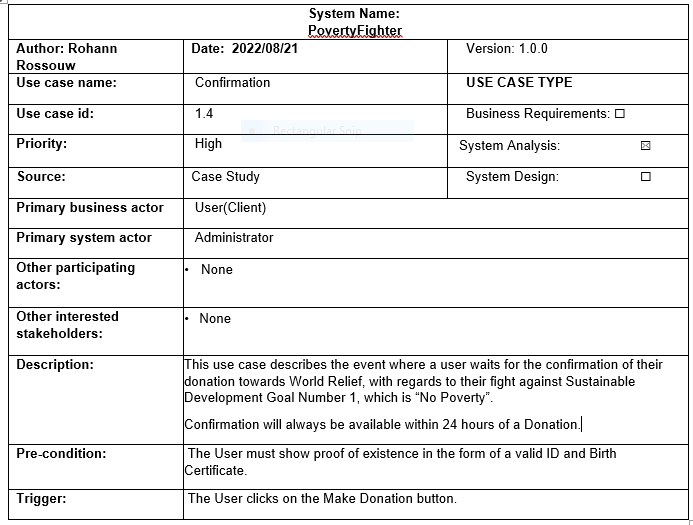 System Name:
PovertyFighter
Author: Rohann
Rossouw
Date: 2022/08/21
Version: 1.0.0
Use case name:
Confirmation
USE CASE TYPE
Use case id:
1.4
Business Requirements: ☐
Rectangular Snip
Priority:
High
System Analysis: ☒
Source:
Case Study
System Design: ☐
Primary business actor
User(Client)
Primary system actor
Administrator
Other participating
actors:
• None
Other interested
stakeholders:
• None
Description:
This use case describes the event where a user waits for the confirmation of their
donation towards World Relief, with regards to their fight against Sustainable
Development Goal Number 1, which is “No Poverty”.
Confirmation will always be available within 24 hours of a Donation.
Pre-condition:
The User must show proof of existence in the form of a valid ID and Birth
Certificate.
Trigger:
The User clicks on the Make Donation button.